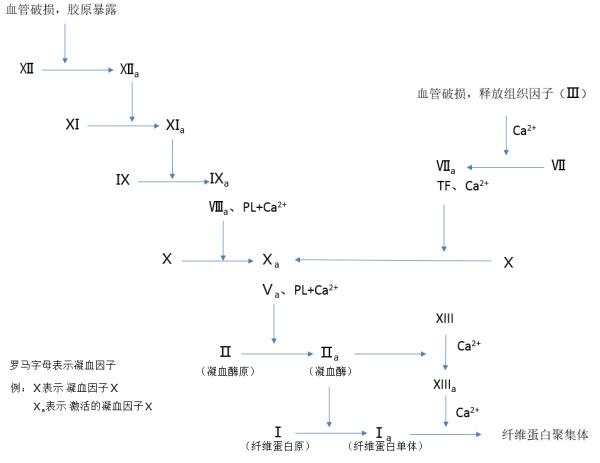 血管破损，胶原暴露
Ⅻ Ⅻa
血管破损，释放组织因子（Ⅲ）
Ca²⁺
Ⅺ Ⅺa
Ⅶa Ⅶ
TF、Ca²⁺
Ⅸ Ⅸa
Ⅷa、PL+Ca²⁺
Ⅹ Ⅹa Ⅹ
Ⅴa、PL+Ca²⁺
XIII
Ca²⁺
Ⅱ Ⅱa
（凝血酶原） （凝血酶）
XIIIa
Ca²⁺
罗马字母表示凝血因子
例：Ⅹ表示 凝血因子Ⅹ
Ⅹa表示 激活的凝血因子Ⅹ
Ⅰ Ⅰa 纤维蛋白聚集体
（纤维蛋白原） （纤维蛋白单体）